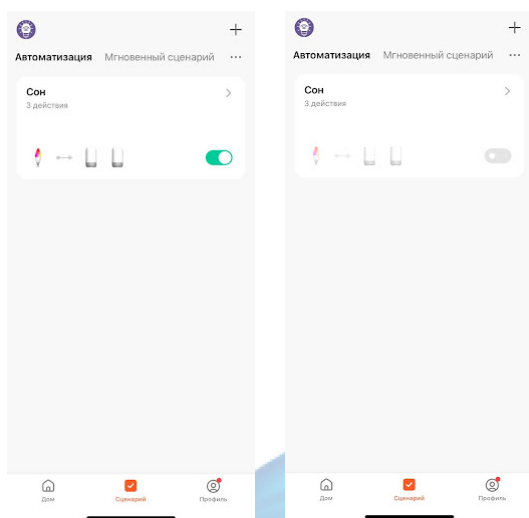 Автоматизация Мгновенный сценарий ...
Сон
3 действия
Дом Сценарий Профиль
Автоматизация Мгновенный сценарий ...
Сон
3 действия
Дом Сценарий Профиль